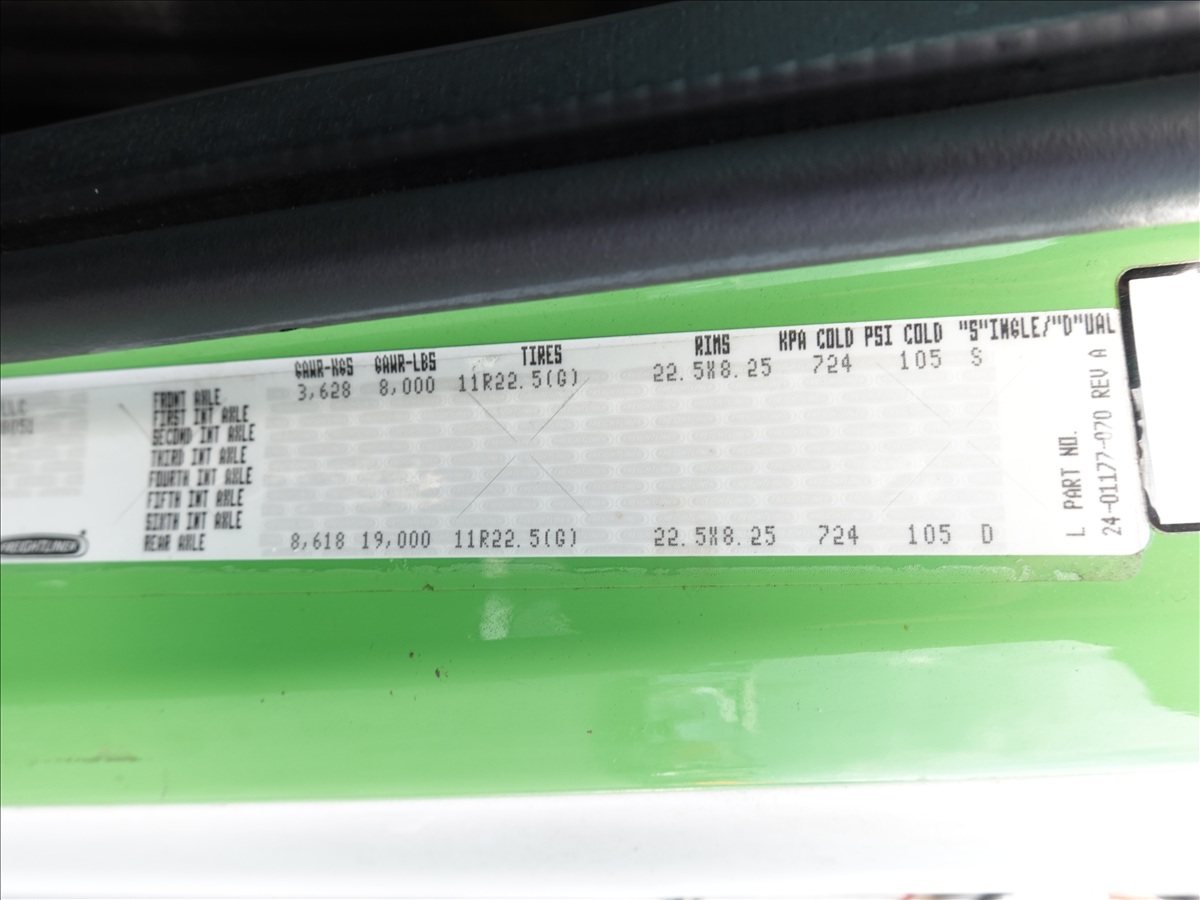 GAWR-KGS GAWR-LBS TIRES RIMS KPA COLD PSI COLD "S"INGLE/"D"UAL
FRONT AXLE 3,628 8,000 11R22.5(G) 22.5X8.25 724 105 S
FIRST INT AXLE
SECOND INT AXLE
THIRD INT AXLE
FOURTH INT AXLE
FIFTH INT AXLE
SIXTH INT AXLE
REAR AXLE 8,618 19,000 11R22.5(G) 22.5X8.25 724 105 D
L PART NO.
24-01177-070 REV A
FREIGHTLINER